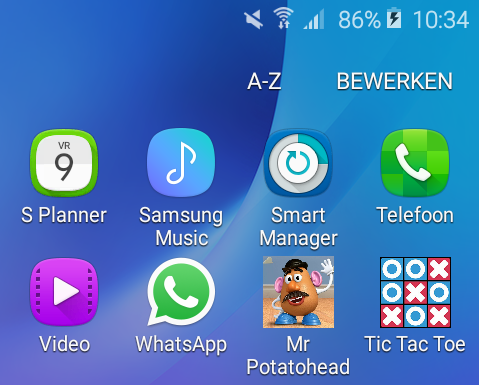 86% 10:34
A-Z BEWERKEN
VR
9
S Planner
Samsung
Music
Smart
Manager
Telefoon
Video
WhatsApp
Mr
Potatohead
Tic Tac Toe